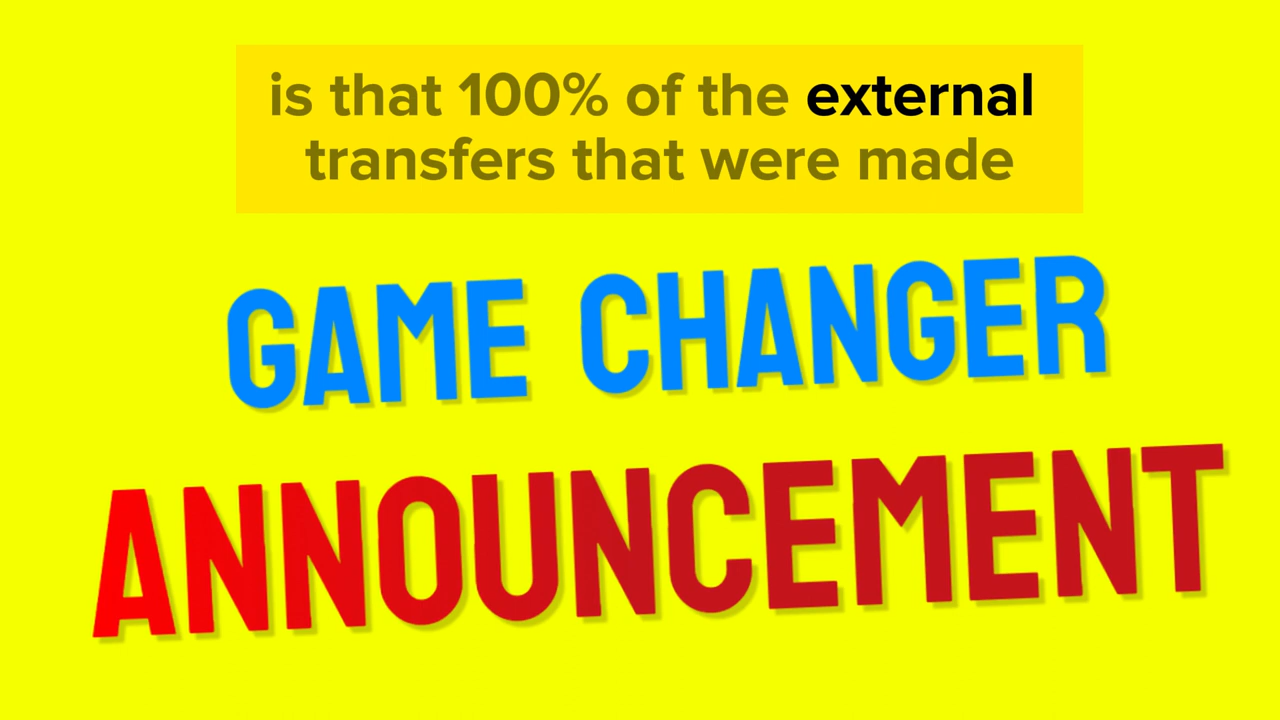 is that 100% of the external
transfers that were made
GAME CHANGER
ANNOUNCEMENT